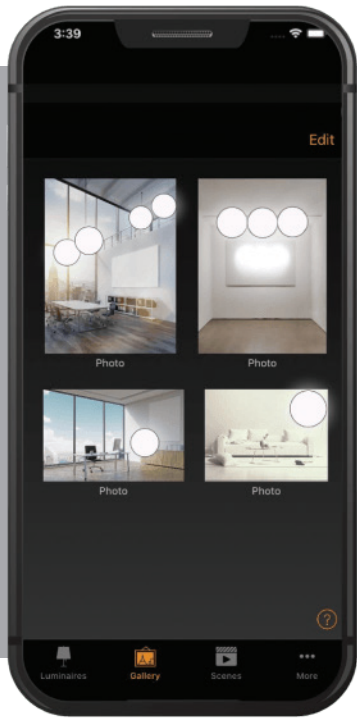 3:39
Edit
Photo
Photo
Photo
Photo
?
Luminaires
Gallery
Scenes
More